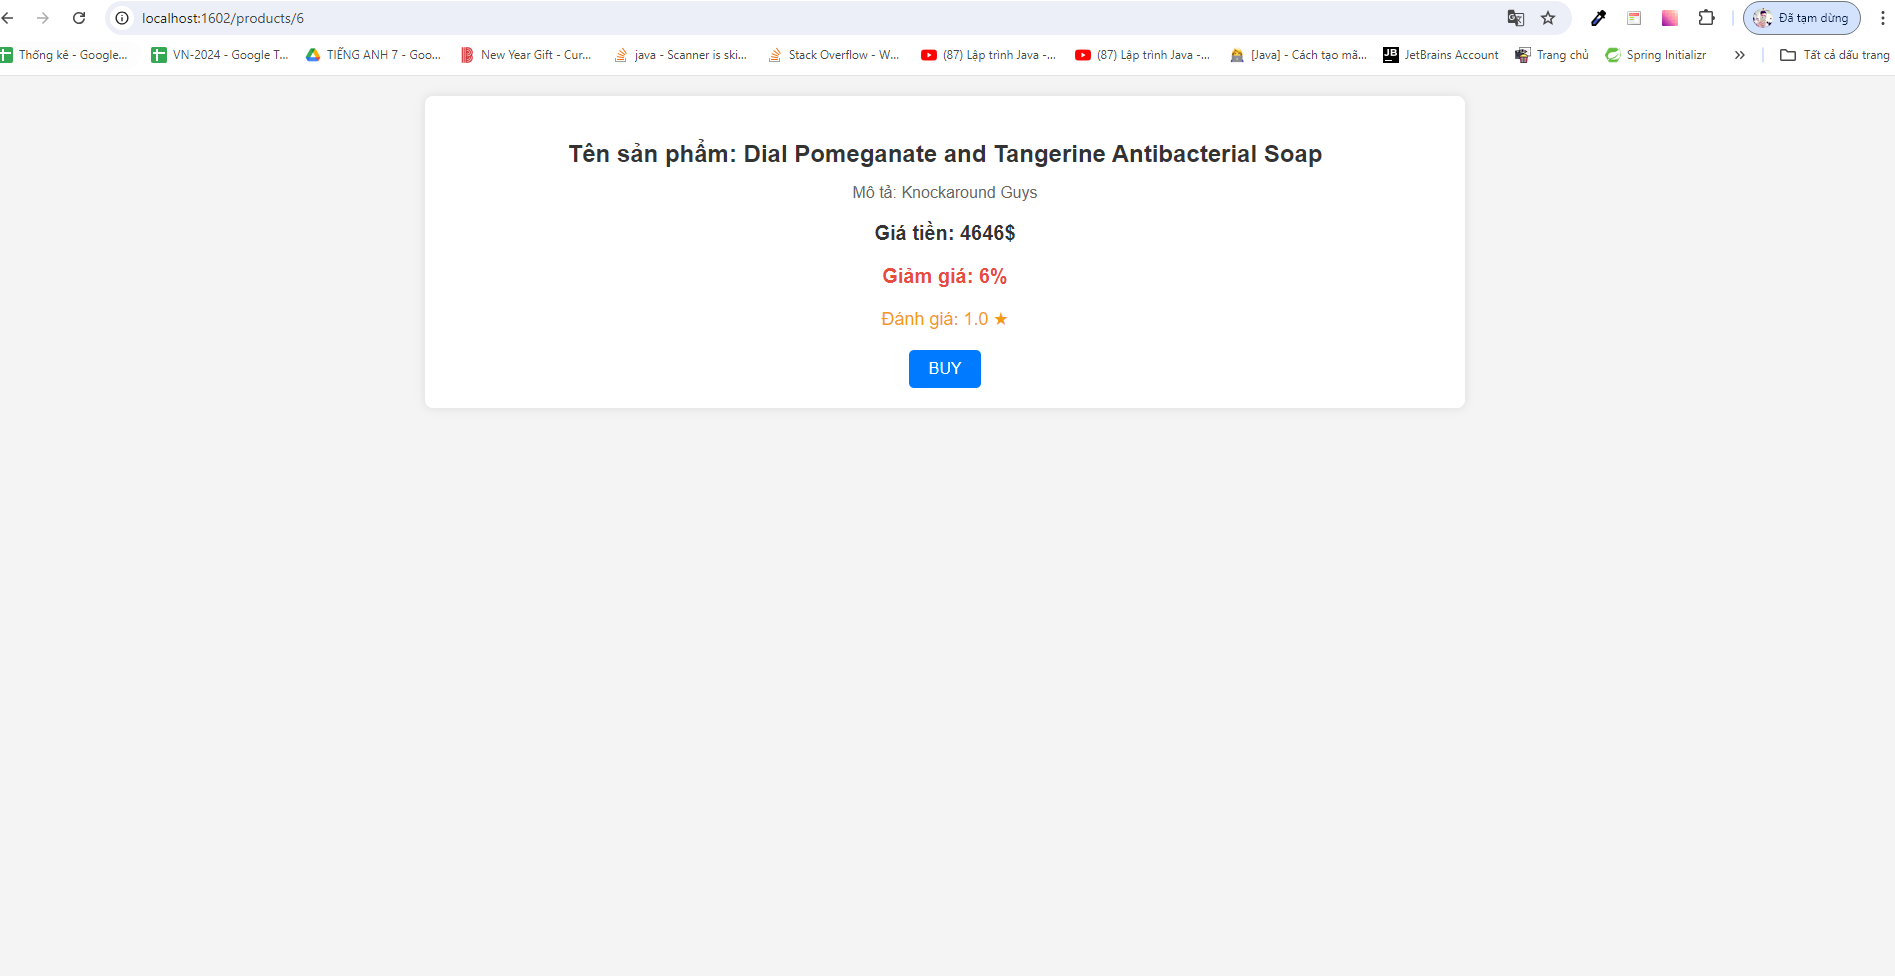 localhost:1602/products/6
Đã tạm dừng
Thống kê - Google...
VN-2024 - Google T...
TIẾNG ANH 7 - Goo...
New Year Gift - Cur...
java - Scanner is ski...
Stack Overflow - W...
(87) Lập trình Java -...
(87) Lập trình Java -...
[Java] - Cách tạo mã...
JB
JetBrains Account
Trang chủ
Spring Initializr
Tất cả dấu trang
Tên sản phẩm: Dial Pomeganate and Tangerine Antibacterial Soap
Mô tả: Knockaround Guys
Giá tiền: 4646$
Giảm giá: 6%
Đánh giá: 1.0 ★
BUY